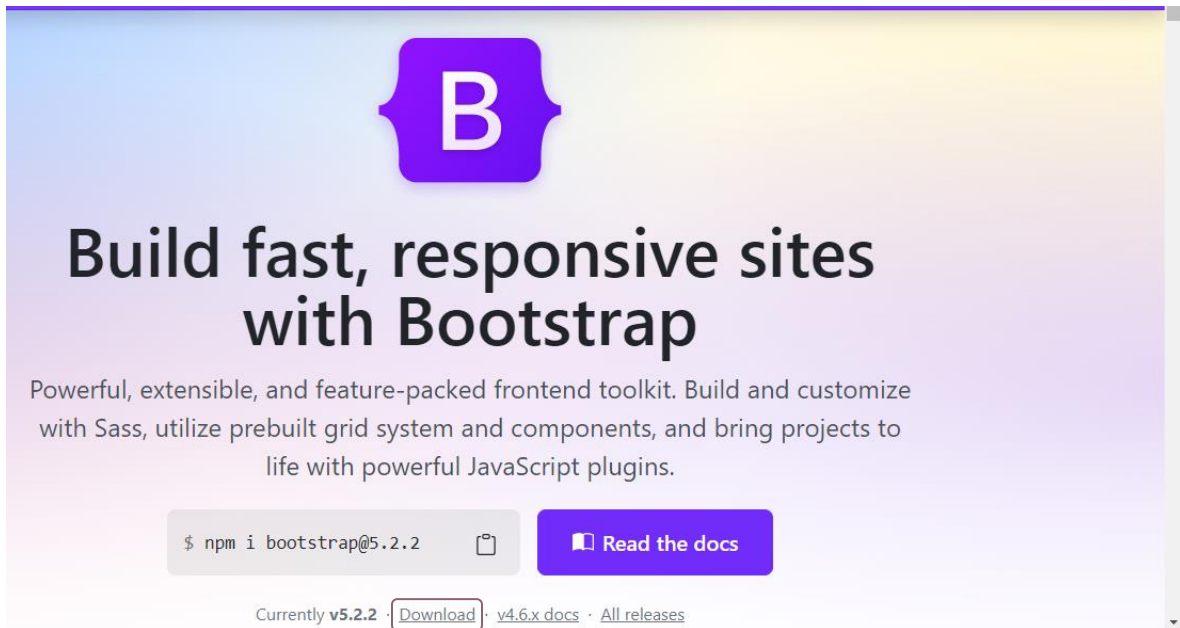 B
Build fast, responsive sites
with Bootstrap
Powerful, extensible, and feature-packed frontend toolkit. Build and customize
with Sass, utilize prebuilt grid system and components, and bring projects to
life with powerful JavaScript plugins.
$ npm i bootstrap@5.2.2
Read the docs
Currently v5.2.2 · Download · v4.6.x docs · All releases